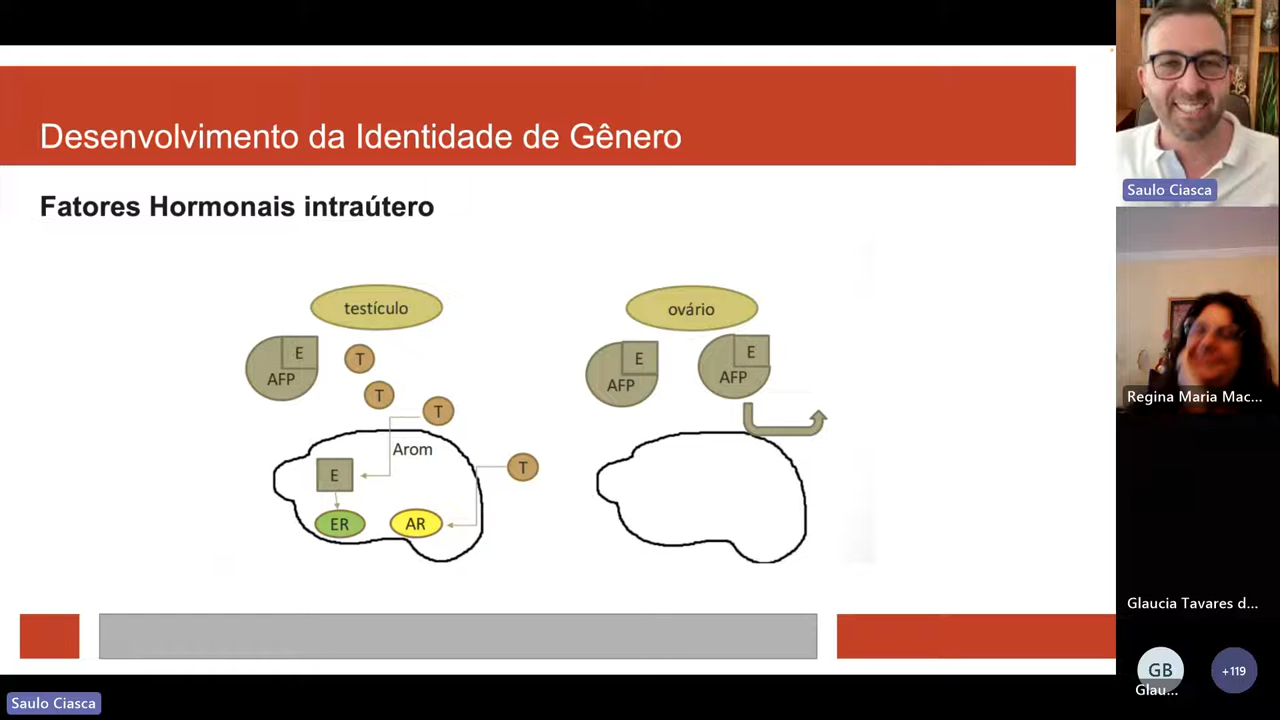 Desenvolvimento da Identidade de Gênero
Fatores Hormonais intraútero
testículo
ovário
E
AFP
T
T
T
E
AFP
E
AFP
Arom
E
T
ER
AR
Saulo Ciasca
Regina Maria Mac...
Glaucia Tavares d...
GB
Glau...
+119
Saulo Ciasca